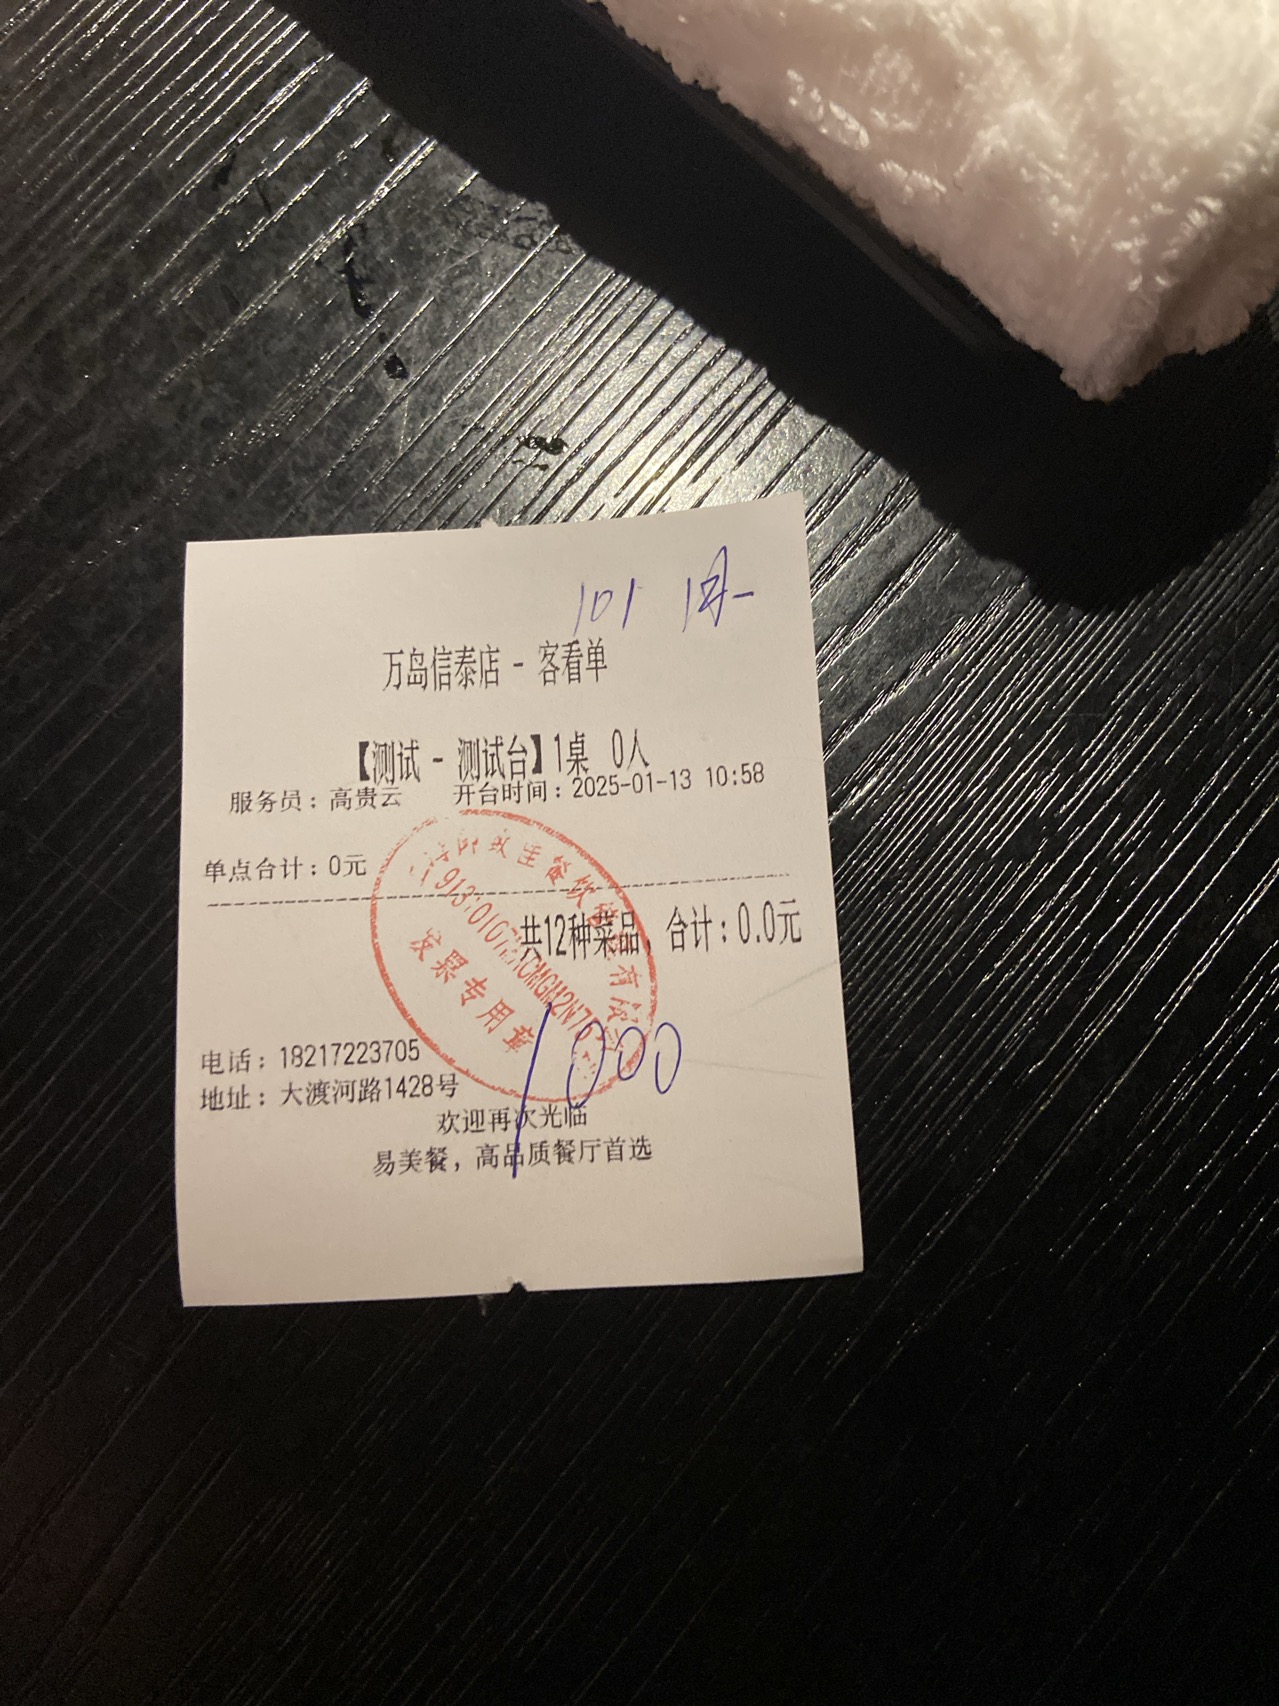 101
万岛信泰店 - 客看单
【测试 - 测试台】1桌 0人
服务员：高贵云 开台时间：2025-01-13 10:58
单点合计：0元
共12种菜品，合计：0.0元
发票专用章
1000
电话：18217223705
地址：大渡河路1428号
欢迎再次光临
易美餐，高品质餐厅首选